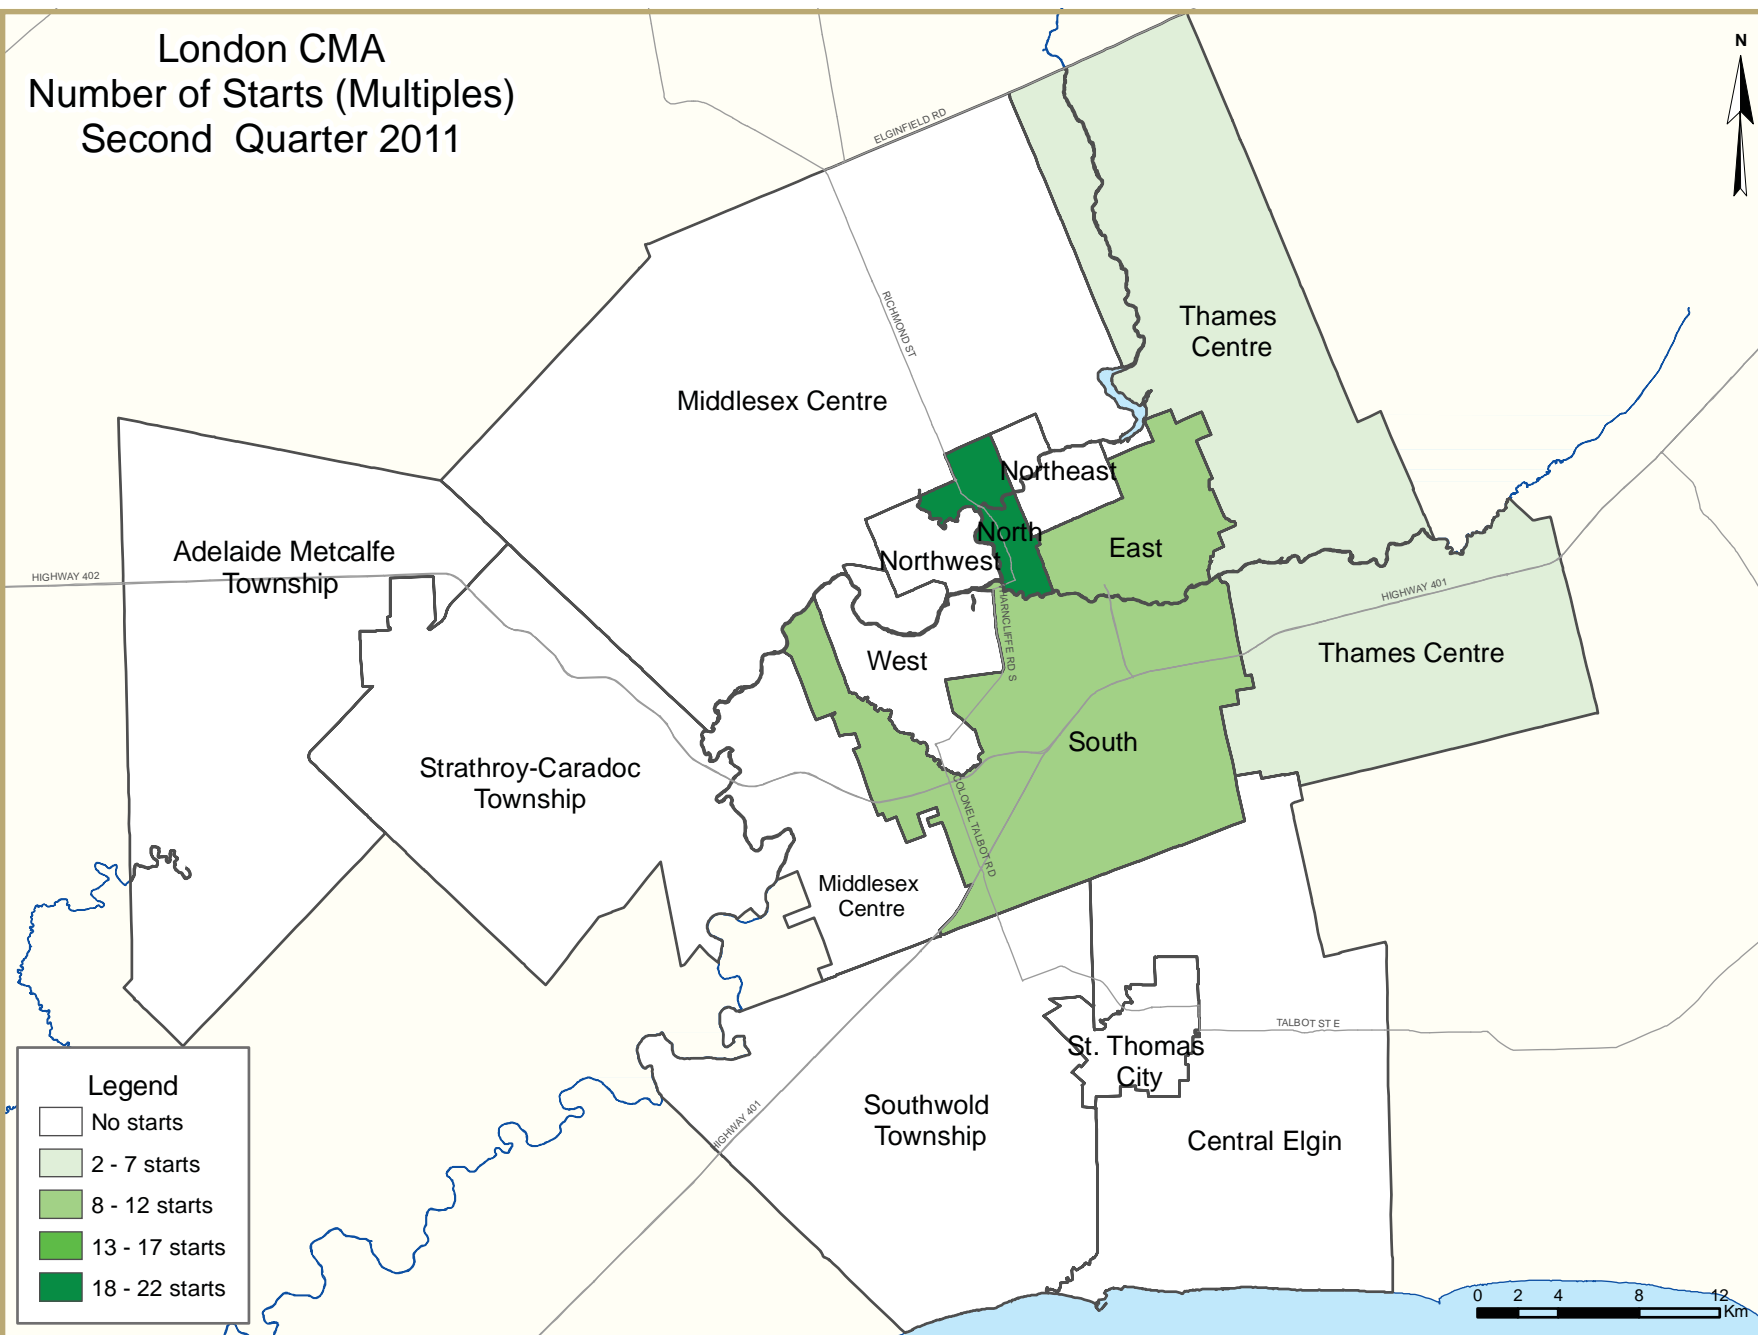 London CMA
Number of Starts (Multiples)
Second Quarter 2011
N
ELGINFIELD RD
RICHMOND ST
Thames
Centre
Middlesex Centre
Northeast
North
East
Northwest
Adelaide Metcalfe
Township
HIGHWAY 402
HIGHWAY 401
WHARNCLIFFE RD S
West
Thames Centre
South
Strathroy-Caradoc
Township
COLONEL TALBOT RD
Middlesex
Centre
TALBOT ST E
St. Thomas
City
Southwold
Township
HIGHWAY 401
Central Elgin
Legend
No starts
2 - 7 starts
8 - 12 starts
13 - 17 starts
18 - 22 starts
0 2 4 8 12
Km